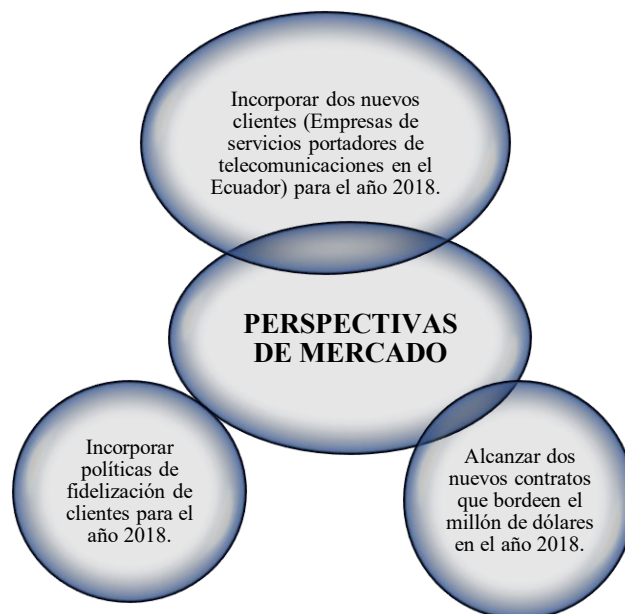 Incorporar dos nuevos
clientes (Empresas de
servicios portadores de
telecomunicaciones en el
Ecuador) para el año 2018.
PERSPECTIVAS
DE MERCADO
Incorporar
políticas de
fidelización de
clientes para el
año 2018.
Alcanzar dos
nuevos contratos
que bordeen el
millón de dólares
en el año 2018.